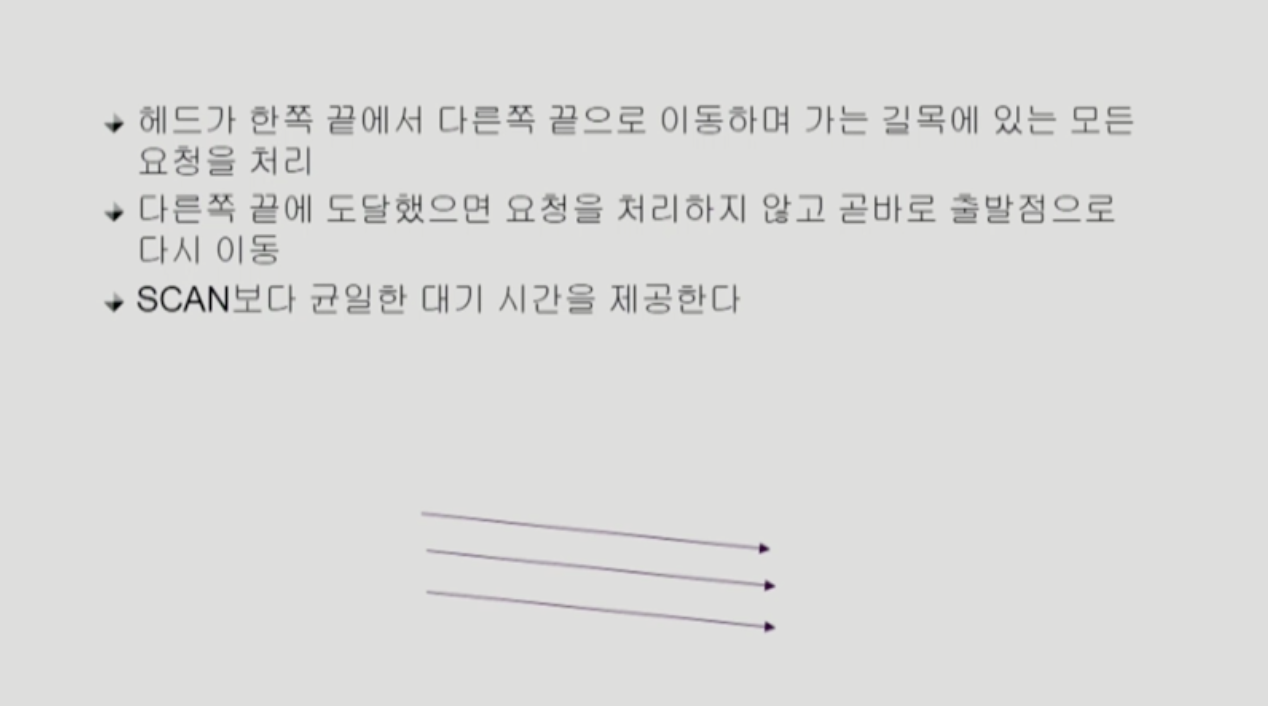 헤드가 한쪽 끝에서 다른쪽 끝으로 이동하며 가는 길목에 있는 모든
요청을 처리
다른쪽 끝에 도달했으면 요청을 처리하지 않고 곧바로 출발점으로
다시 이동
SCAN보다 균일한 대기 시간을 제공한다